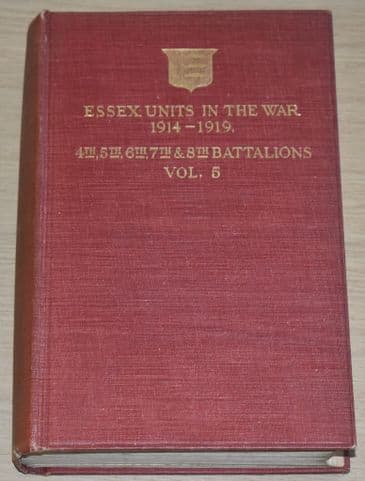 ESSEX UNITS IN THE WAR
1914-1919.
4TH, 5TH, 6TH, 7TH & 8TH BATTALIONS
VOL. 5